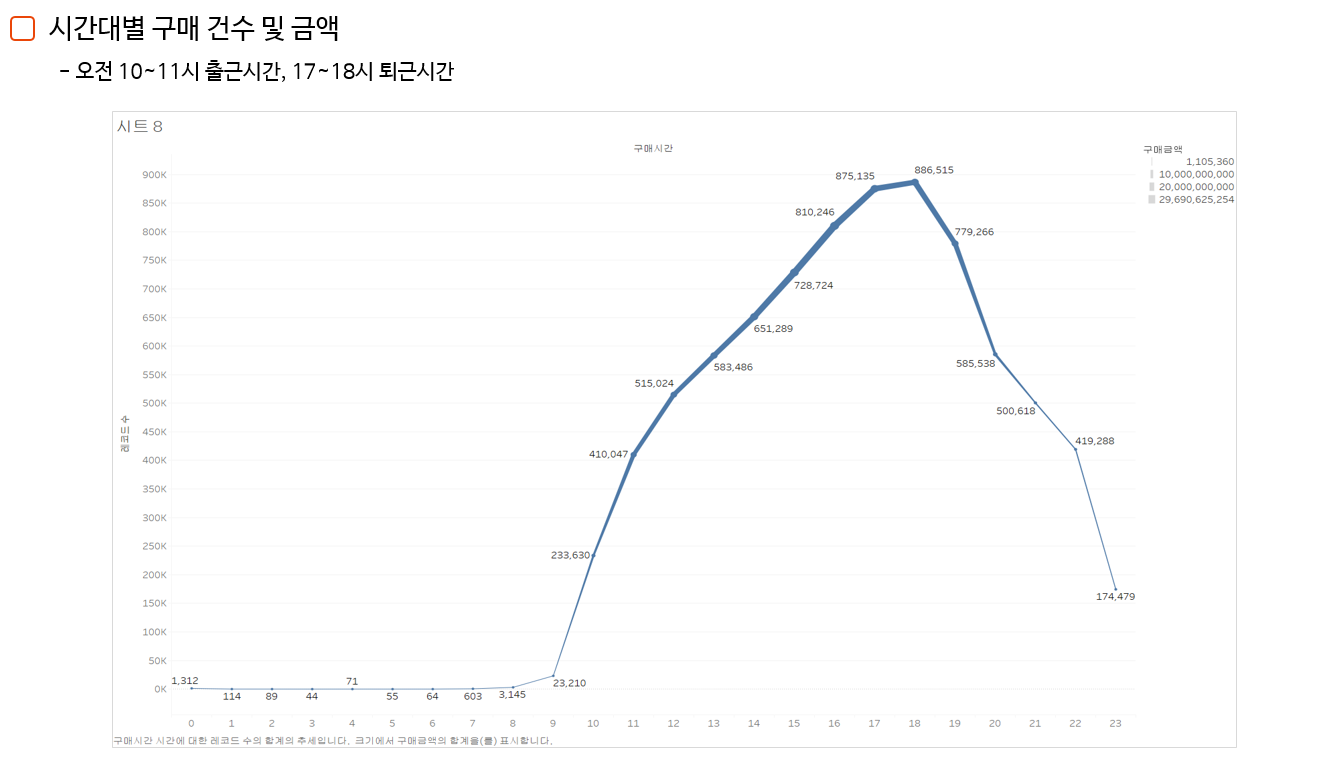 시간대별 구매 건수 및 금액
- 오전 10~11시 출근시간, 17~18시 퇴근시간
시트 8
구매시간
구매금액
1,105,360
10,000,000,000
20,000,000,000
29,690,625,254
레코드 수
900K
850K
800K
750K
700K
650K
600K
550K
500K
450K
400K
350K
300K
250K
200K
150K
100K
50K
0K
1,312
114
89
44
71
55
64
603
3,145
23,210
233,630
410,047
515,024
583,486
651,289
728,724
810,246
875,135
886,515
779,266
585,538
500,618
419,288
174,479
0 1 2 3 4 5 6 7 8 9 10 11 12 13 14 15 16 17 18 19 20 21 22 23
구매시간 시간에 대한 레코드 수의 합계의 추세입니다. 크기에서 구매금액의 합계을(를) 표시합니다.